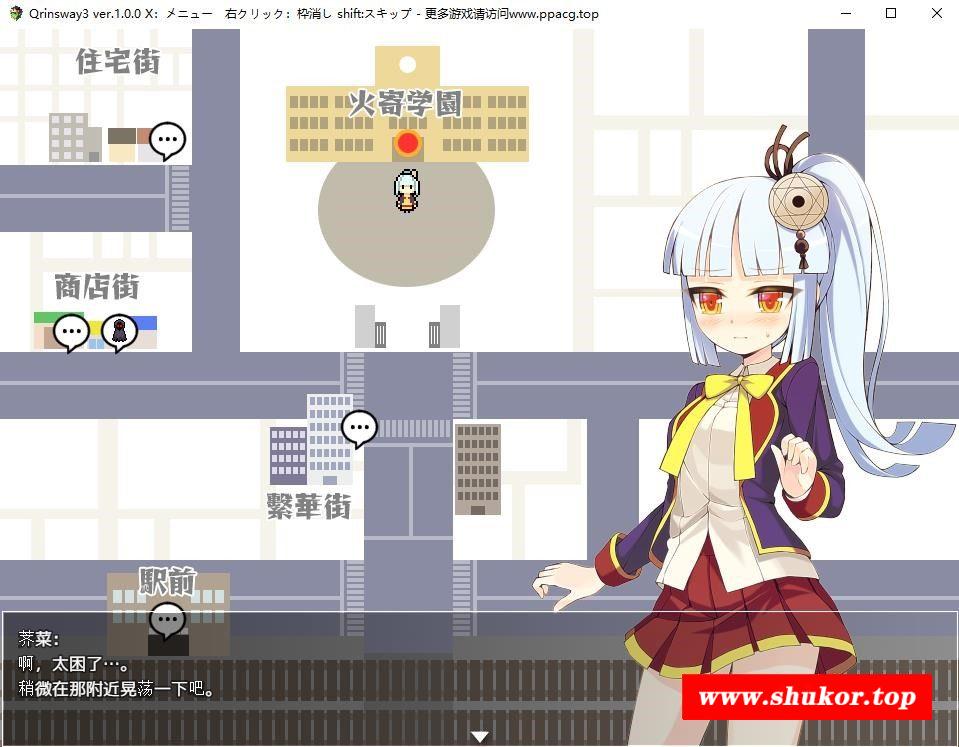 Qrinsway3 ver.1.0.0 X：メニュー　右クリック：枠消し shift:スキップ - 更多游戏请访问www.ppacg.top
住宅街
火寄学園
商店街
繫華街
駅前
荠菜：
啊，太困了…。
稍微在那附近晃荡一下吧。
www.shukor.top